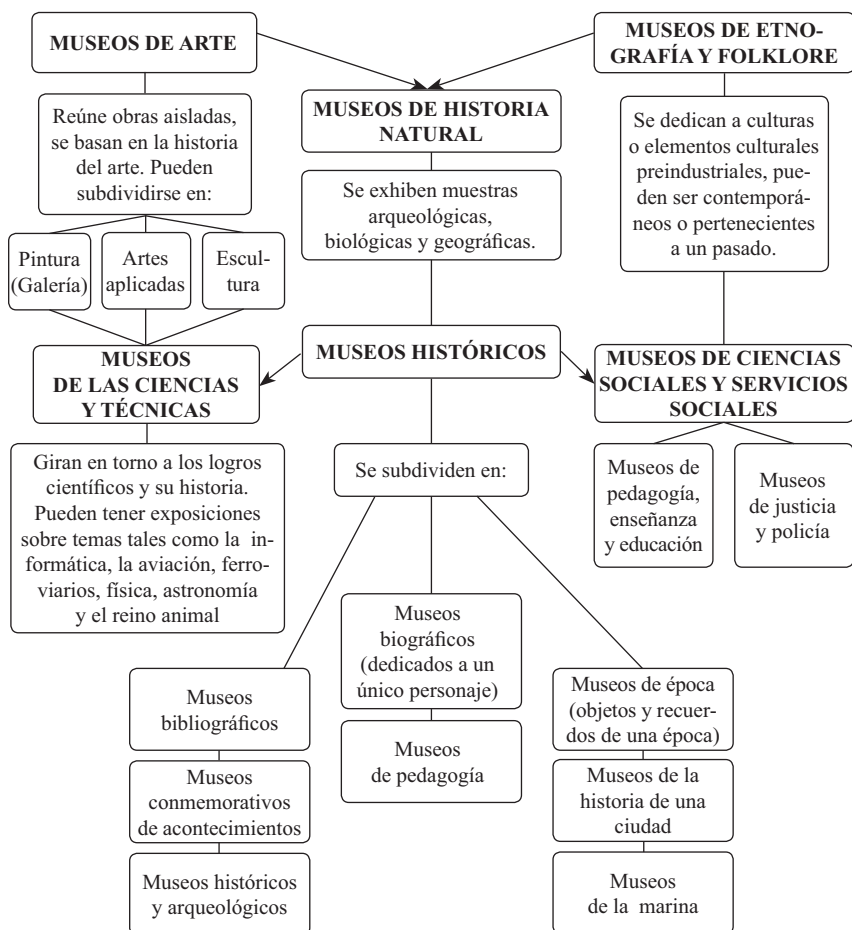 MUSEOS DE ARTE
MUSEOS DE ETNO-
GRAFÍA Y FOLKLORE
MUSEOS DE HISTORIA
NATURAL
Reúne obras aisladas,
se basan en la historia
del arte. Pueden
subdividirse en:
Se dedican a culturas
o elementos culturales
preindustriales, pue-
den ser contemporá-
neos o pertenecientes
a un pasado.
Se exhiben muestras
arqueológicas,
biológicas y geográficas.
Pintura
(Galería)
Artes
aplicadas
Escul-
tura
MUSEOS
DE LAS CIENCIAS
Y TÉCNICAS
MUSEOS HISTÓRICOS
MUSEOS DE CIENCIAS
SOCIALES Y SERVICIOS
SOCIALES
Giran en torno a los logros
científicos y su historia.
Pueden tener exposiciones
sobre temas tales como la in-
formática, la aviación, ferro-
viarios, física, astronomía
y el reino animal
Se subdividen en:
Museos de
pedagogía,
enseñanza
y educación
Museos
de justicia
y policía
Museos
bibliográficos
Museos
conmemorativos
de acontecimientos
Museos históricos
y arqueológicos
Museos
biográficos
(dedicados a un
único personaje)
Museos
de pedagogía
Museos de época
(objetos y recuer-
dos de una época)
Museos de la
historia de una
ciudad
Museos
de la marina